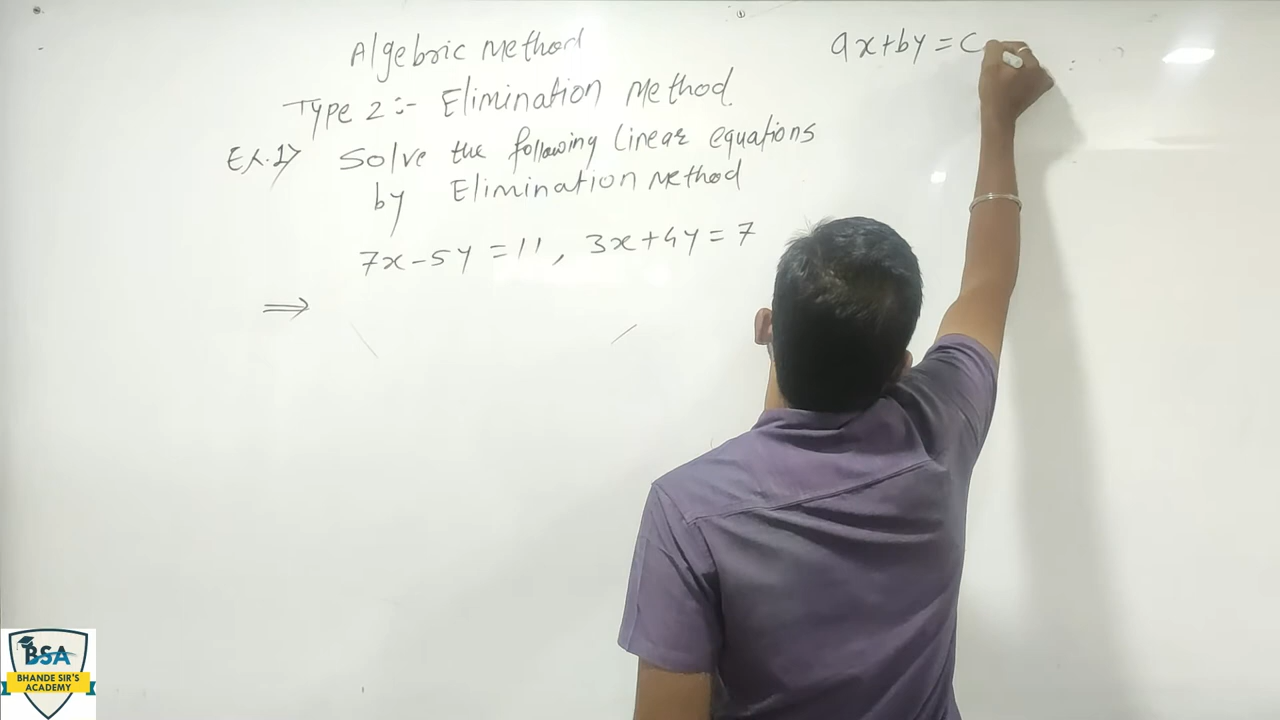 Algebric Method
Type 2:- Elimination Method.
Ex.1) Solve the following linear equations
by Elimination Method
7x-5y = 11, 3x+4y = 7
⇒
ax+by = c
BSA
BHANDE SIR'S
ACADEMY